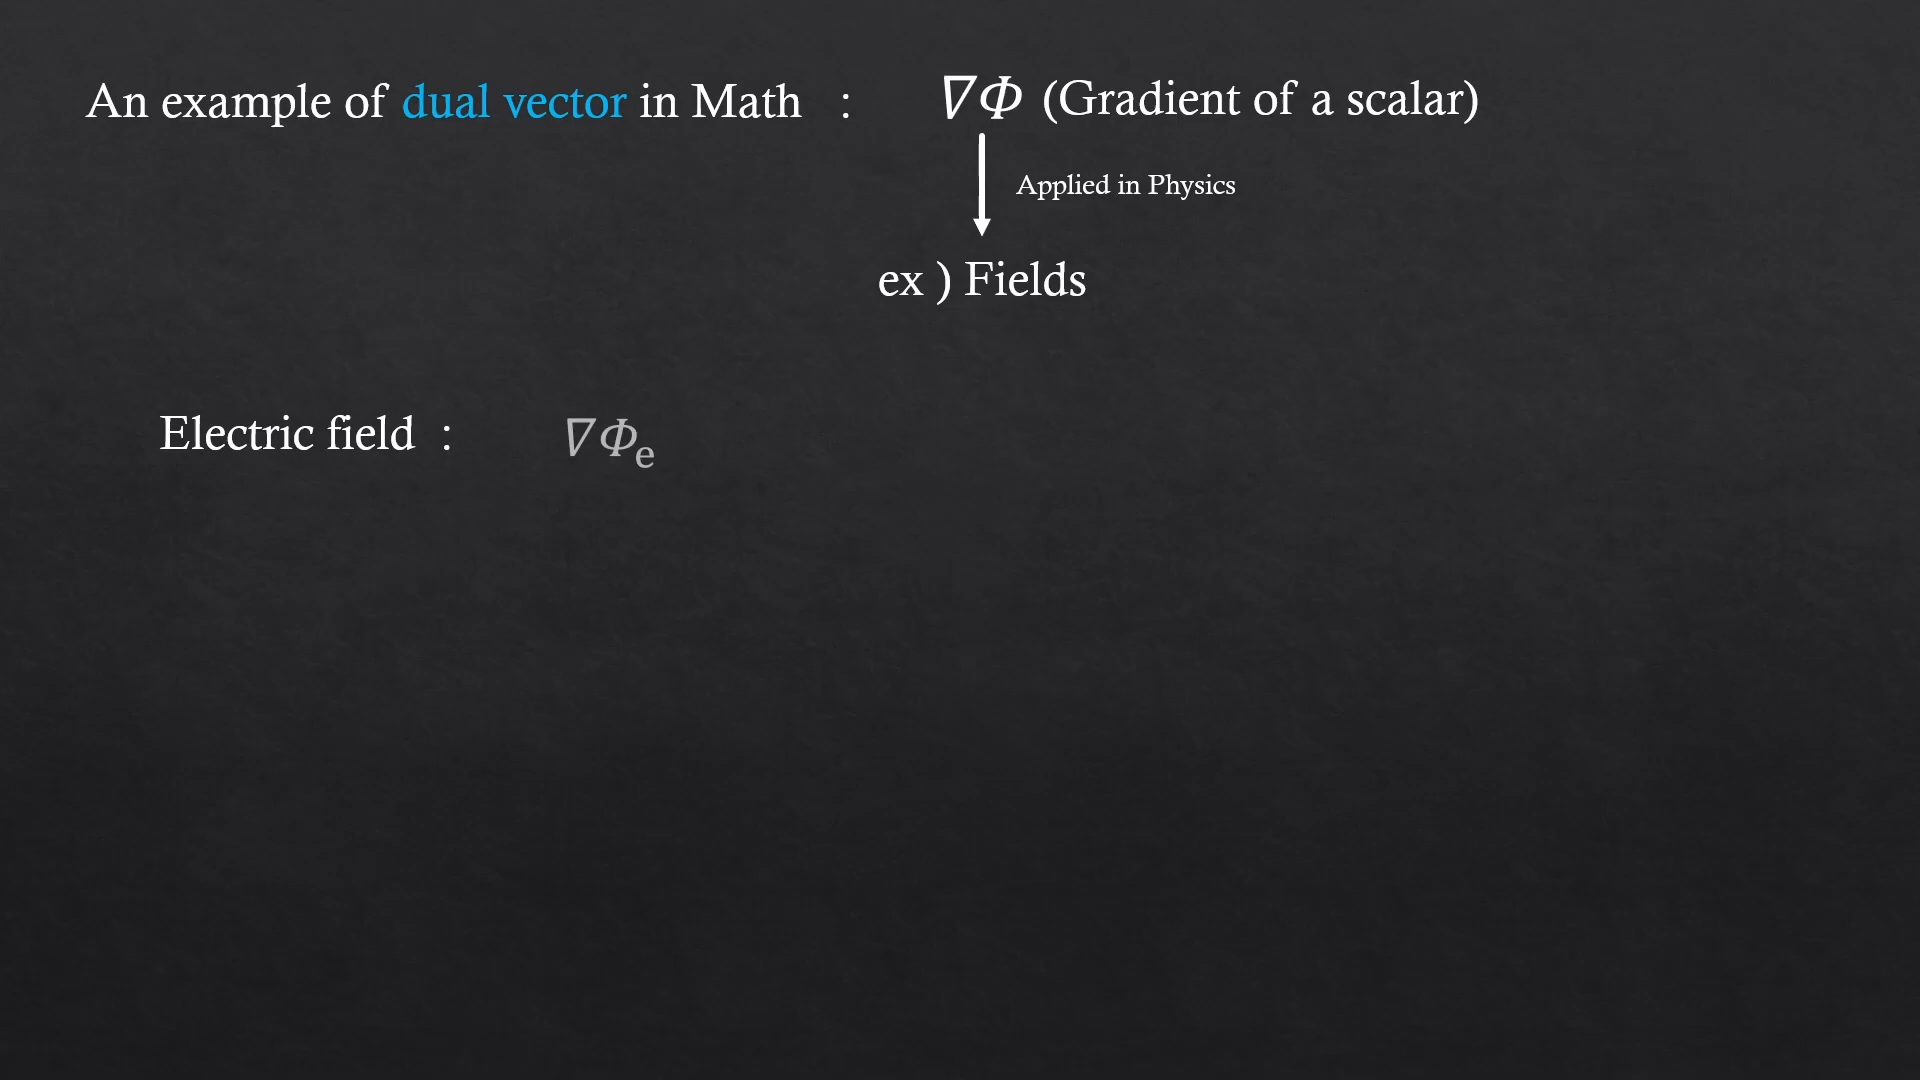 An example of dual vector in Math : ∇Φ (Gradient of a scalar)
Applied in Physics
ex ) Fields
Electric field : ∇Φe